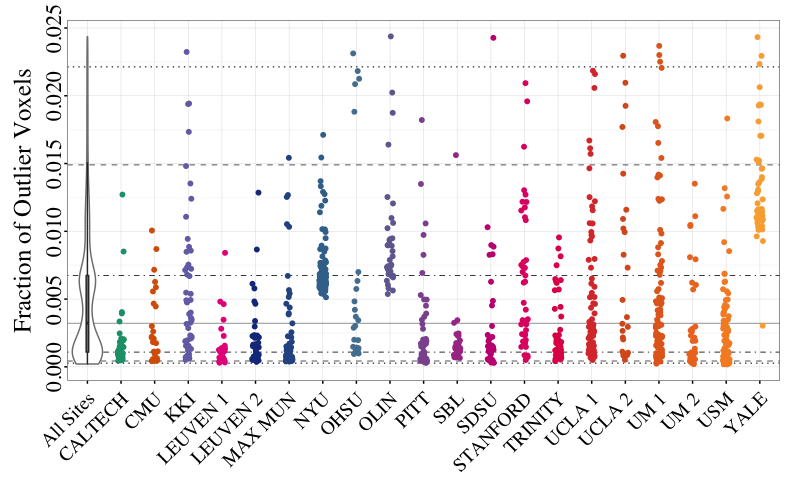 Fraction of Outlier Voxels
0.025
0.020
0.015
0.010
0.005
0.000
All Sites
CALTECH
CMU
KKI
LEUVEN 1
LEUVEN 2
MAX MUN
NYU
OHSU
OLIN
PITT
SBL
SDSU
STANFORD
TRINITY
UCLA 1
UCLA 2
UM 1
UM 2
USM
YALE